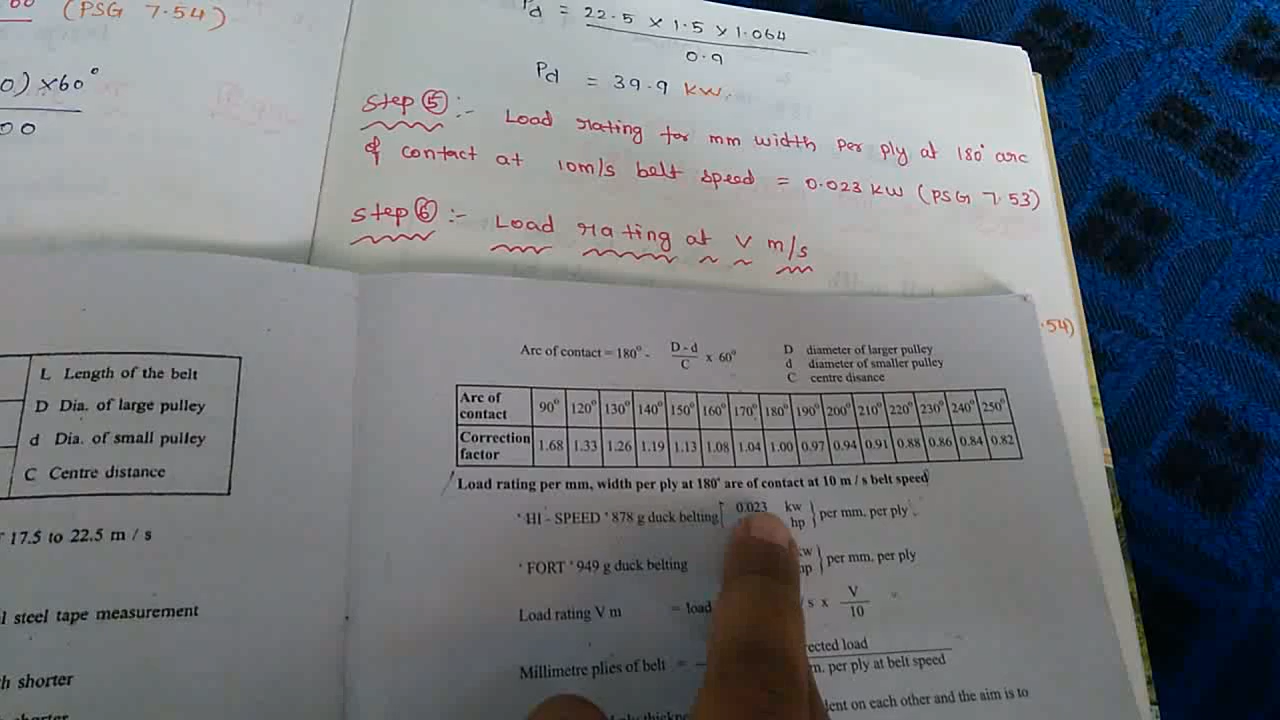 (PSG 7.54)
0) x60°
00
Pd = 22.5 x 1.5 x 1.064
0.9
Pd = 39.9 KW.
Step ⑤:- Load rating for mm width per ply at 180° arc
of contact at 10m/s belt speed = 0.023 KW (PSG 7.53)
Step ⑥:- Load rating at V m/s
54)
L Length of the belt
D Dia. of large pulley
d Dia. of small pulley
C Centre distance
17.5 to 22.5 m / s
steel tape measurement
shorter
Arc of contact = 180° - D - d / C x 60°
D diameter of larger pulley
d diameter of smaller pulley
C centre disance
Arc of contact 90° 120° 130° 140° 150° 160° 170° 180° 190° 200° 210° 220° 230° 240° 250°
Correction factor 1.68 1.33 1.26 1.19 1.13 1.08 1.04 1.00 0.97 0.94 0.91 0.88 0.86 0.84 0.82
Load rating per mm, width per ply at 180° are of contact at 10 m / s belt speed
' HI - SPEED ' 878 g duck belting 0.023 kw
hp } per mm. per ply
' FORT ' 949 g duck belting } per mm. per ply
Load rating V m = load s x V / 10
Millimetre plies of belt = load
per ply at belt speed
on each other and the aim is to